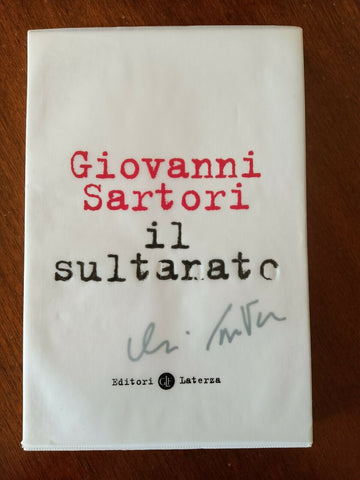 Giovanni
Sartori
il
sultanato
Editori Laterza